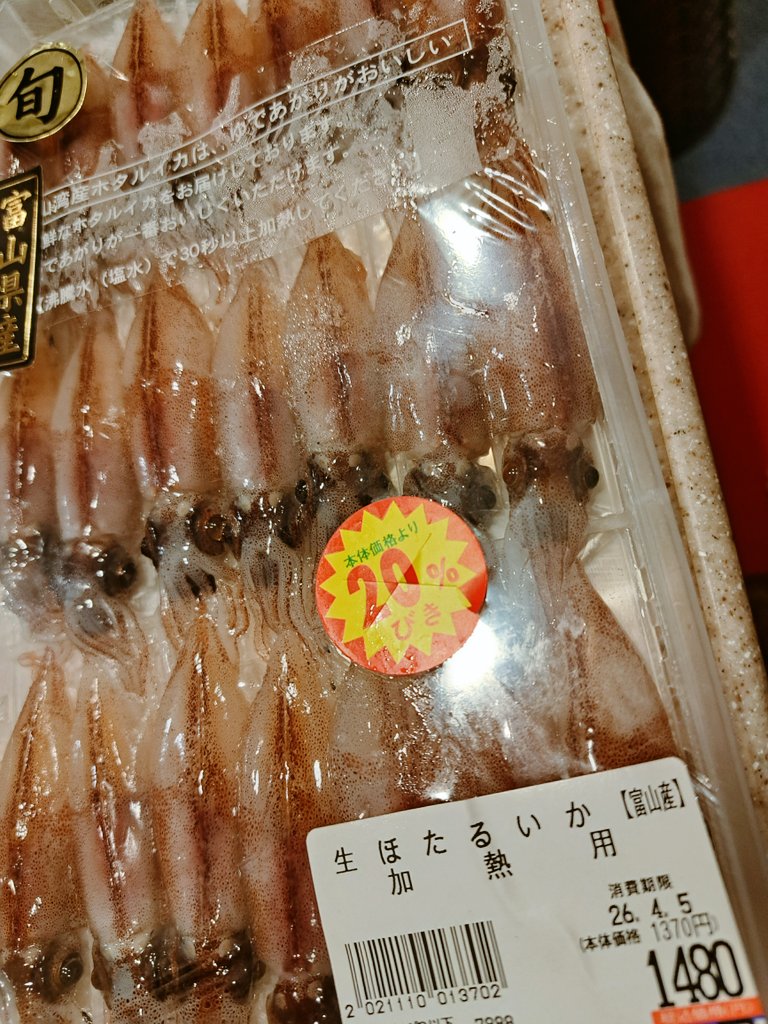 旬
富山県産
山湾産ホタルイカは、ゆであがりがおいしい
鮮なホタルイカをお届けしております。
であがりが一番おいしくいただけます。
沸騰水（塩水）で30秒以上加熱してくださ
本体価格より
20%
びき
生ほたるいか【富山産】
加熱用
消費期限
26.4.5
(本体価格 1370円)
1480
2 021110 013702